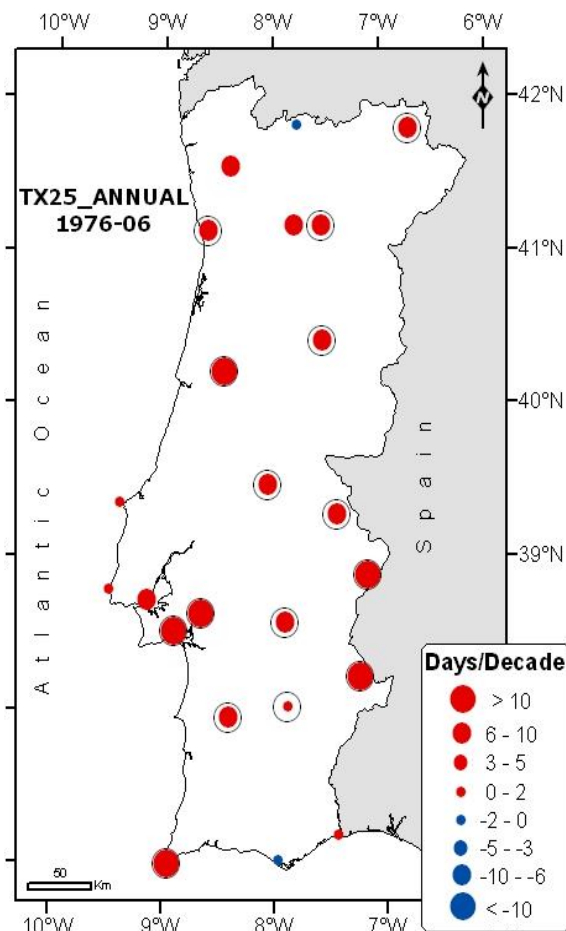 10°W 9°W 8°W 7°W 6°W
N
42°N
TX25_ANNUAL
1976-06
41°N
40°N
Atlantic Ocean
Spain
39°N
Days/Decade
> 10
6 - 10
3 - 5
0 - 2
-2 - 0
-5 - -3
-10 - -6
< -10
50
Km
10°W 9°W 8°W 7°W